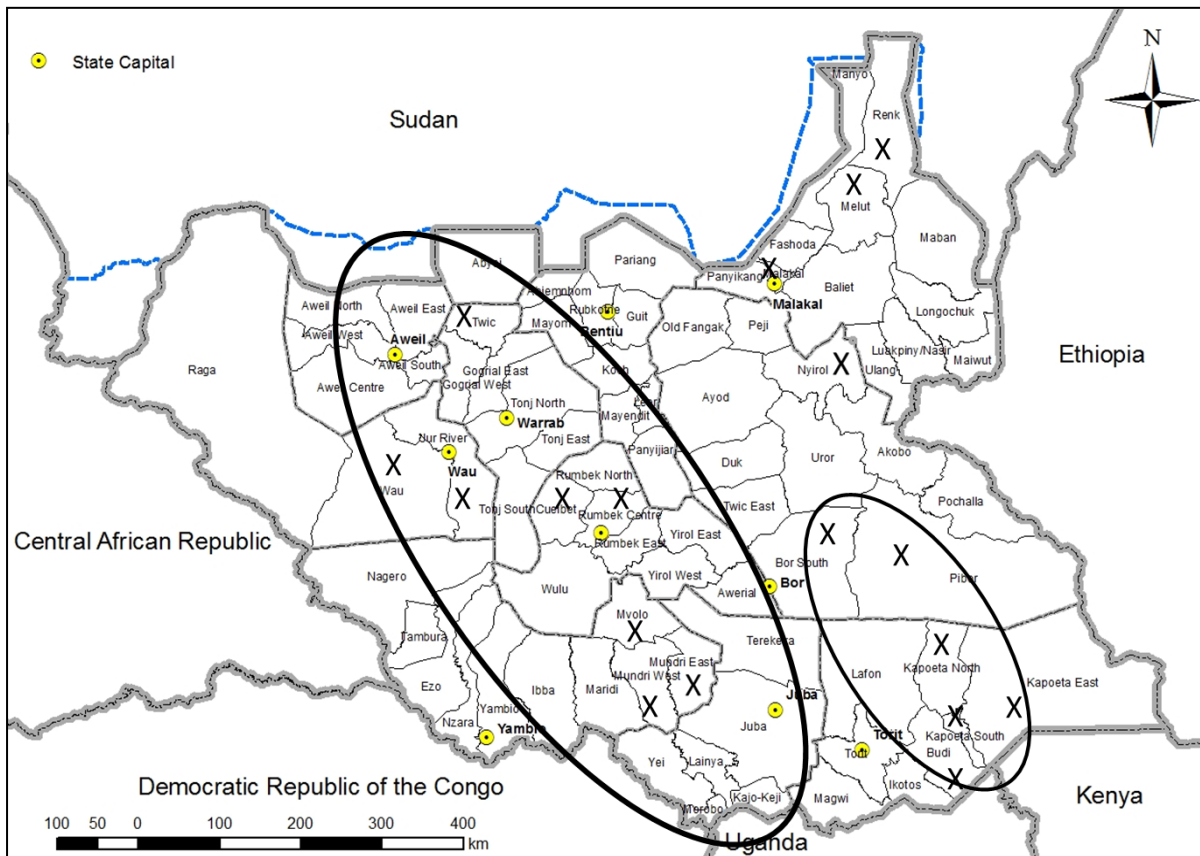 N
State Capital
Sudan
Manyo
Renk
X
X
Melut
Maban
Fashoda
Pariang
Abyei
Panyikang
X
Malakal
Malakal
Baliet
Abiemnhom
Aweil North
Aweil East
X
Twic
Mayom
Rubkona
Guit
Bentiu
Old Fangak
Peji
Longochuk
Aweil West
Aweil
Aweil South
Luakpiny/Nasir
Maiwut
Ethiopia
Raga
Gogrial East
Gogrial West
Koch
Nyirol
X
Ulang
Aweil Centre
Tonj North
Warrab
Leer
Mayendit
Ayod
Tonj East
Panyijiar
Jur River
Wau
X
Wau
X
Duk
Uror
Akobo
Rumbek North
Tonj South
Cueibet
X
X
Rumbek Centre
Twic East
Pochalla
Central African Republic
Rumbek East
Yirol East
Bor South
X
X
Pibor
Nagero
Wulu
Yirol West
Awerial
Bor
Mvolo
X
Terekeka
Tambura
Mundri East
X
Mundri West
X
Lafon
X
Kapoeta North
Kapoeta East
X
Ezo
Ibba
Maridi
Yambio
Nzara
Yambio
Juba
Juba
X
Kapoeta South
Torit
Torit
Budi
Yei
Lainya
X
Ikotos
Democratic Republic of the Congo
Morobo
Kajo-Keji
Magwi
Kenya
Uganda
100 50 0 100 200 300 400
km